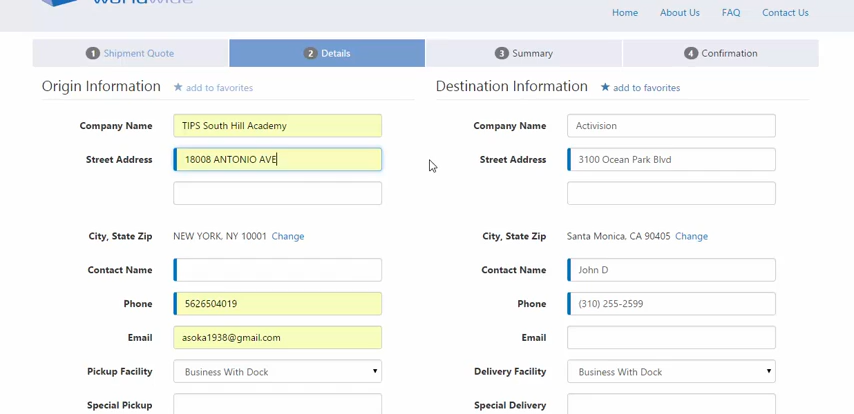 Home About Us FAQ Contact Us
1 Shipment Quote 2 Details 3 Summary 4 Confirmation
Origin Information ★ add to favorites
Company Name TIPS South Hill Academy
Street Address 18008 ANTONIO AVE
City, State Zip NEW YORK, NY 10001 Change
Contact Name
Phone 5626504019
Email asoka1938@gmail.com
Pickup Facility Business With Dock
Special Pickup
Destination Information ★ add to favorites
Company Name Activision
Street Address 3100 Ocean Park Blvd
City, State Zip Santa Monica, CA 90405 Change
Contact Name John D
Phone (310) 255-2599
Email
Delivery Facility Business With Dock
Special Delivery